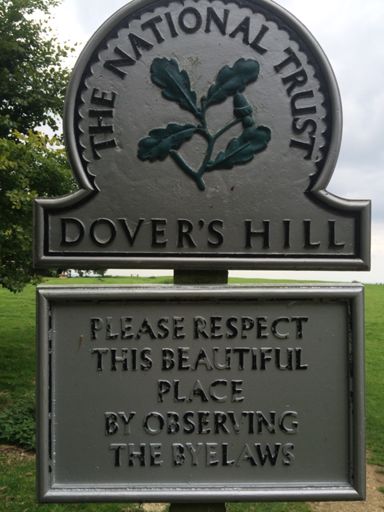 THE NATIONAL TRUST
DOVER'S HILL
PLEASE RESPECT
THIS BEAUTIFUL
PLACE
BY OBSERVING
THE BYELAWS